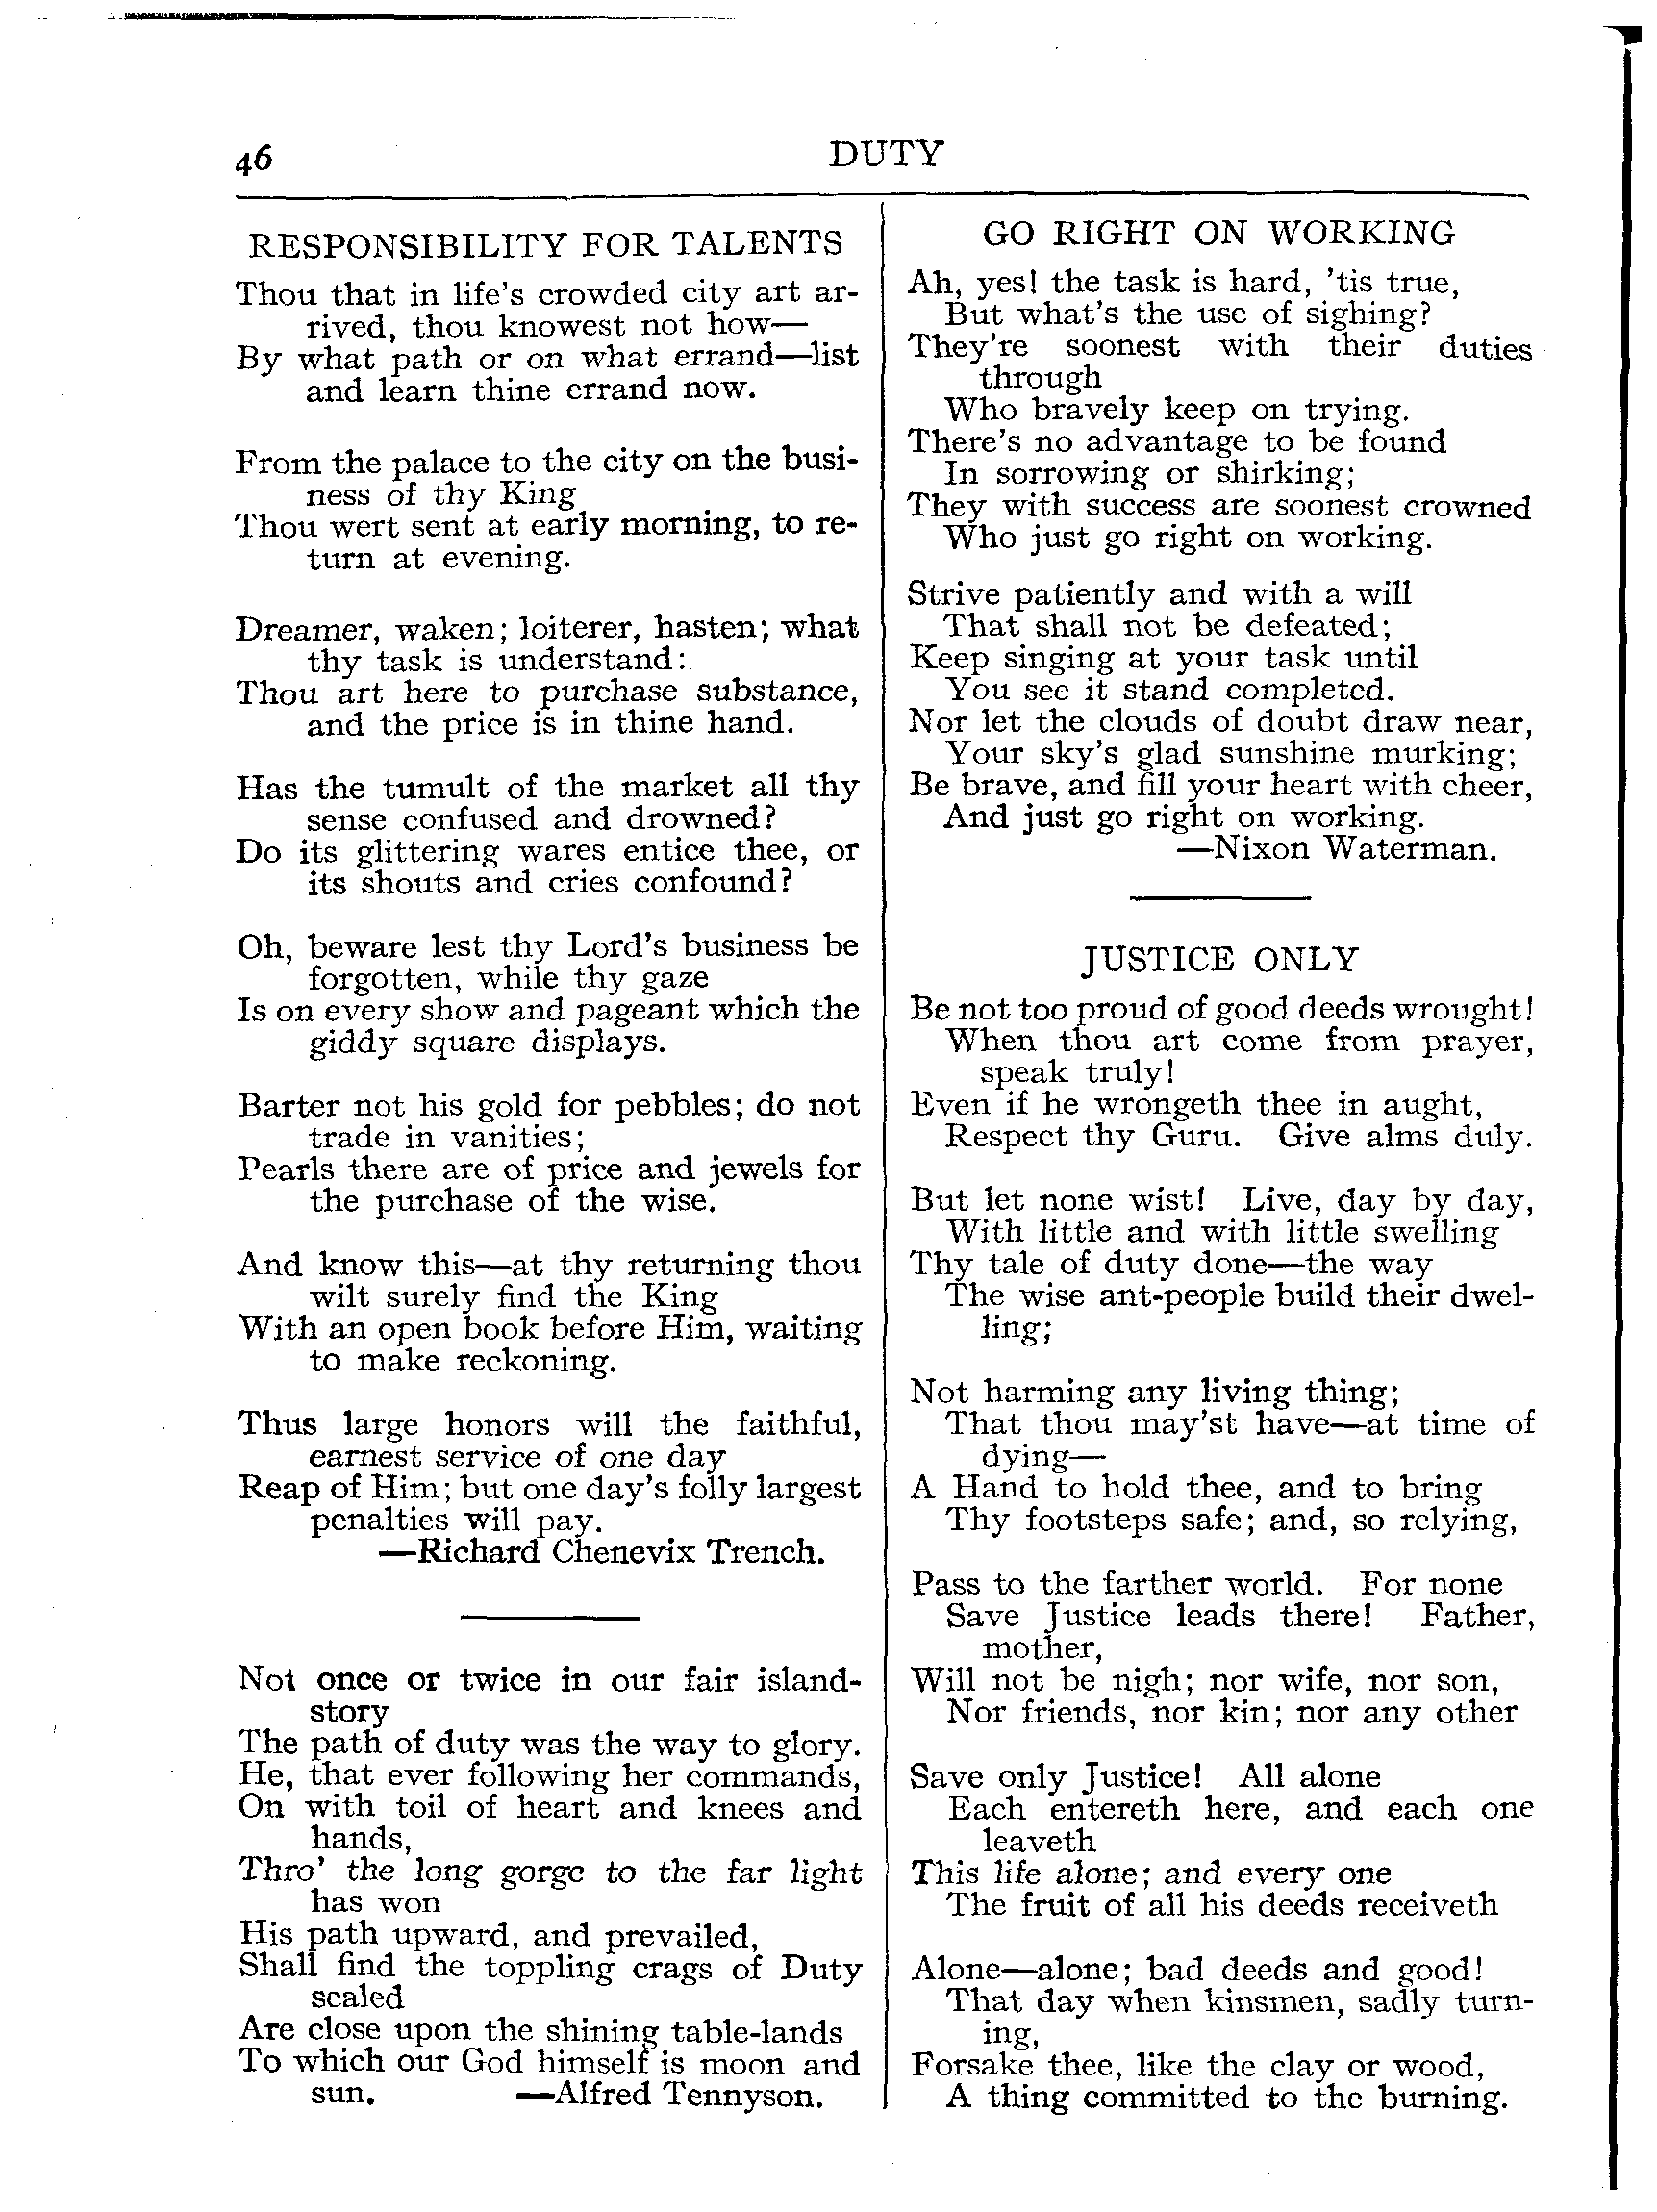 46
DUTY
RESPONSIBILITY FOR TALENTS
Thou that in life's crowded city art ar-
rived, thou knowest not how—
By what path or on what errand—list
and learn thine errand now.
From the palace to the city on the busi-
ness of thy King
Thou wert sent at early morning, to re-
turn at evening.
Dreamer, waken; loiterer, hasten; what
thy task is understand:
Thou art here to purchase substance,
and the price is in thine hand.
Has the tumult of the market all thy
sense confused and drowned?
Do its glittering wares entice thee, or
its shouts and cries confound?
Oh, beware lest thy Lord's business be
forgotten, while thy gaze
Is on every show and pageant which the
giddy square displays.
Barter not his gold for pebbles; do not
trade in vanities;
Pearls there are of price and jewels for
the purchase of the wise.
And know this—at thy returning thou
wilt surely find the King
With an open book before Him, waiting
to make reckoning.
Thus large honors will the faithful,
earnest service of one day
Reap of Him; but one day's folly largest
penalties will pay.
—Richard Chenevix Trench.
Not once or twice in our fair island-
story
The path of duty was the way to glory.
He, that ever following her commands,
On with toil of heart and knees and
hands,
Thro' the long gorge to the far light
has won
His path upward, and prevailed,
Shall find the toppling crags of Duty
scaled
Are close upon the shining table-lands
To which our God himself is moon and
sun. —Alfred Tennyson.
GO RIGHT ON WORKING
Ah, yes! the task is hard, 'tis true,
But what's the use of sighing?
They're soonest with their duties
through
Who bravely keep on trying.
There's no advantage to be found
In sorrowing or shirking;
They with success are soonest crowned
Who just go right on working.
Strive patiently and with a will
That shall not be defeated;
Keep singing at your task until
You see it stand completed.
Nor let the clouds of doubt draw near,
Your sky's glad sunshine murking;
Be brave, and fill your heart with cheer,
And just go right on working.
—Nixon Waterman.
JUSTICE ONLY
Be not too proud of good deeds wrought!
When thou art come from prayer,
speak truly!
Even if he wrongeth thee in aught,
Respect thy Guru. Give alms duly.
But let none wist! Live, day by day,
With little and with little swelling
Thy tale of duty done—the way
The wise ant-people build their dwel-
ling;
Not harming any living thing;
That thou may'st have—at time of
dying—
A Hand to hold thee, and to bring
Thy footsteps safe; and, so relying,
Pass to the farther world. For none
Save Justice leads there! Father,
mother,
Will not be nigh; nor wife, nor son,
Nor friends, nor kin; nor any other
Save only Justice! All alone
Each entereth here, and each one
leaveth
This life alone; and every one
The fruit of all his deeds receiveth
Alone—alone; bad deeds and good!
That day when kinsmen, sadly turn-
ing,
Forsake thee, like the clay or wood,
A thing committed to the burning.